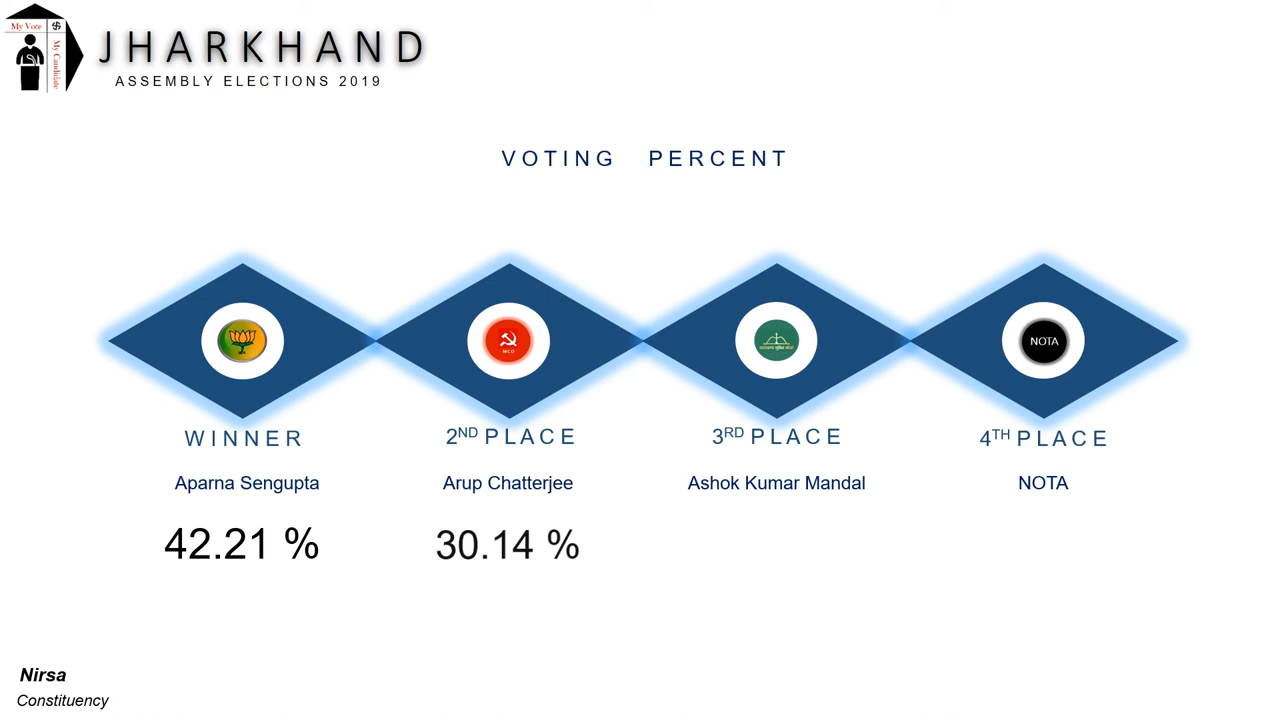 My Vote
My Candidate
JHARKHAND
ASSEMBLY ELECTIONS 2019
VOTING PERCENT
MCO
NOTA
WINNER
2ND PLACE
3RD PLACE
4TH PLACE
Aparna Sengupta
Arup Chatterjee
Ashok Kumar Mandal
NOTA
42.21 %
30.14 %
Nirsa
Constituency